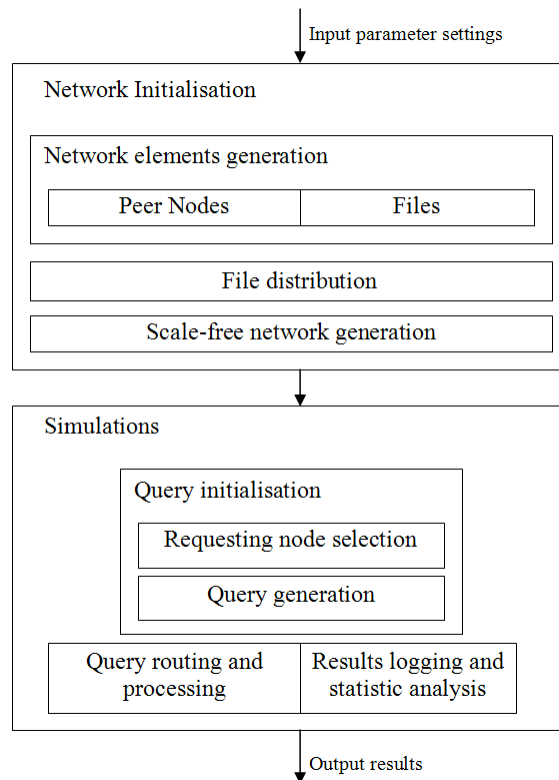 Input parameter settings
Network Initialisation
Network elements generation
Peer Nodes
Files
File distribution
Scale-free network generation
Simulations
Query initialisation
Requesting node selection
Query generation
Query routing and
processing
Results logging and
statistic analysis
Output results